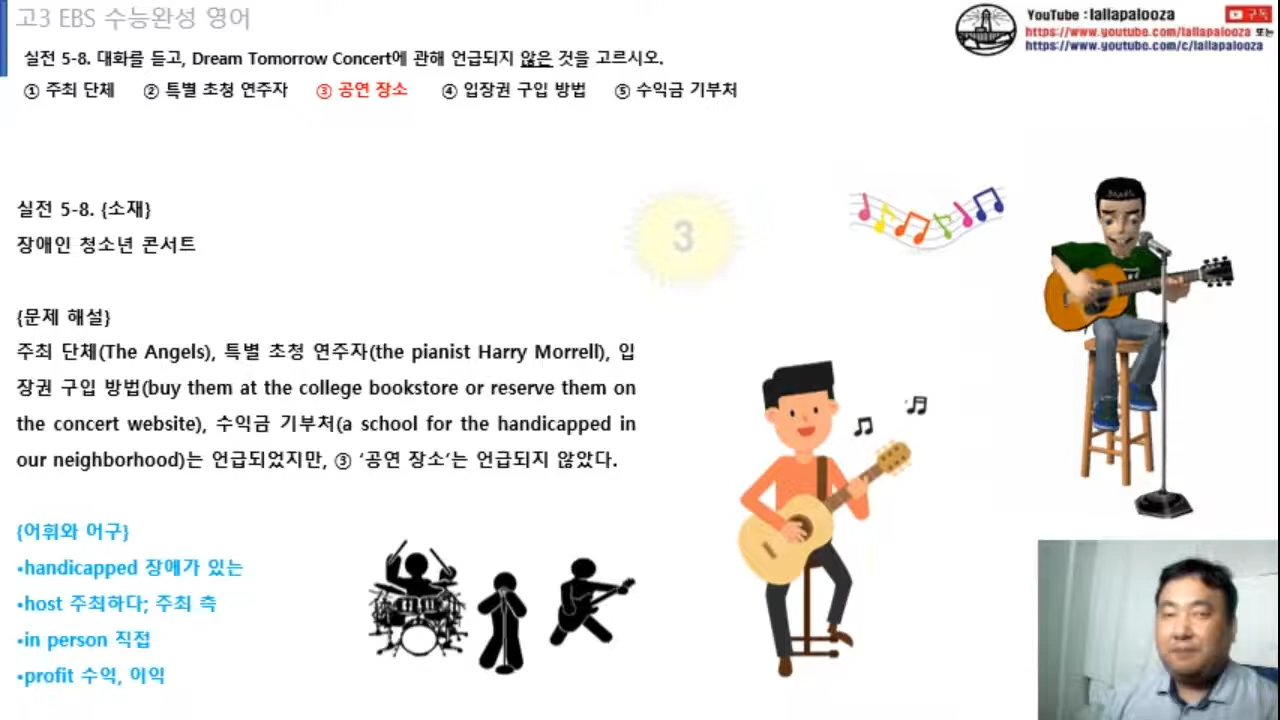 고3 EBS 수능완성 영어
YouTube : lallapalooza
구독
https://www.youtube.com/lallapalooza 또는
https://www.youtube.com/c/lallapalooza
실전 5-8. 대화를 듣고, Dream Tomorrow Concert에 관해 언급되지 않은 것을 고르시오.
① 주최 단체 ② 특별 초청 연주자 ③ 공연 장소 ④ 입장권 구입 방법 ⑤ 수익금 기부처
실전 5-8. {소재}
장애인 청소년 콘서트
3
{문제 해설}
주최 단체(The Angels), 특별 초청 연주자(the pianist Harry Morrell), 입
장권 구입 방법(buy them at the college bookstore or reserve them on
the concert website), 수익금 기부처(a school for the handicapped in
our neighborhood)는 언급되었지만, ③ ‘공연 장소’는 언급되지 않았다.
{어휘와 어구}
•handicapped 장애가 있는
•host 주최하다; 주최 측
•in person 직접
•profit 수익, 이익